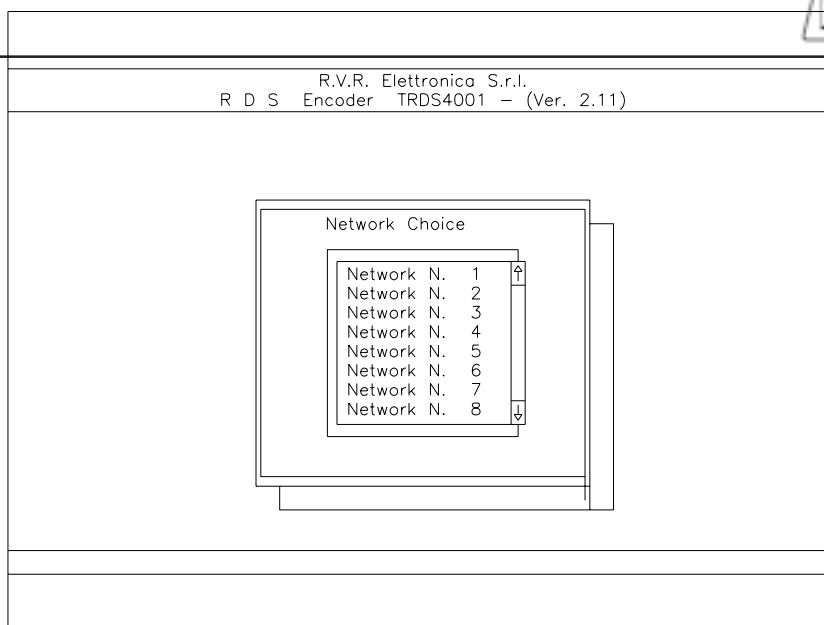 R.V.R. Elettronica S.r.l.
R D S Encoder TRDS4001 - (Ver. 2.11)
Network Choice
Network N. 1
Network N. 2
Network N. 3
Network N. 4
Network N. 5
Network N. 6
Network N. 7
Network N. 8